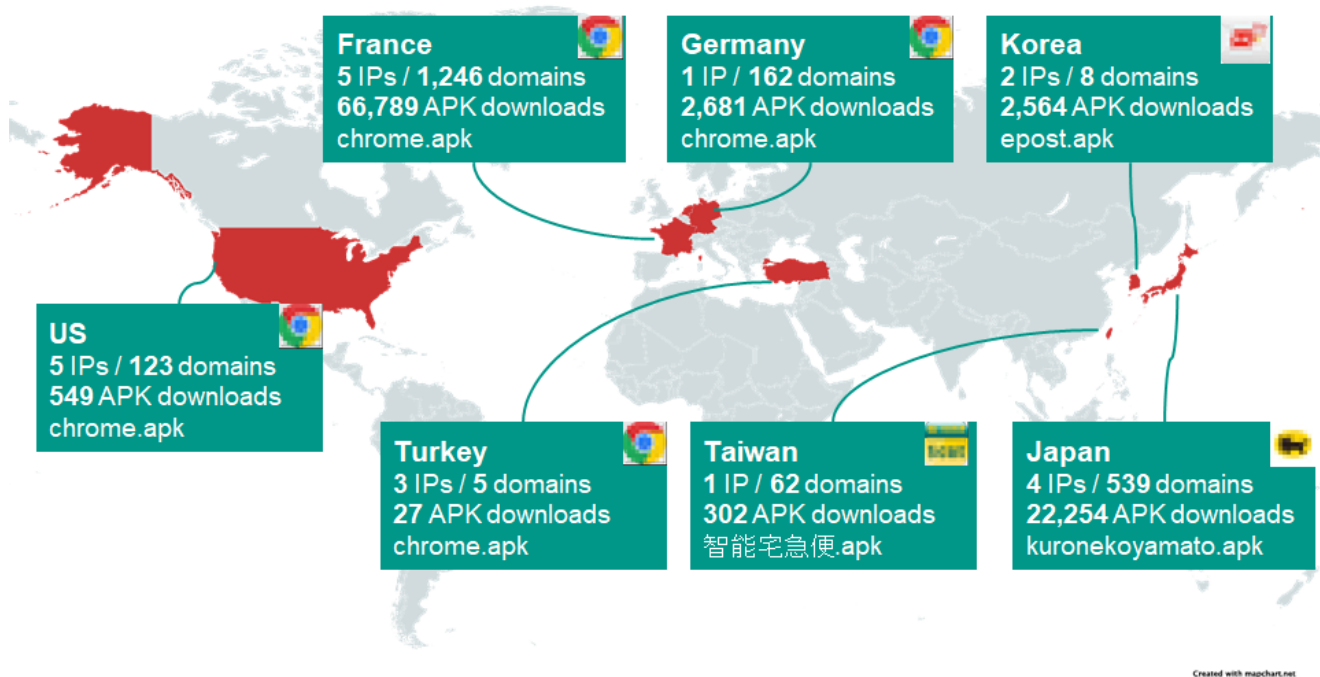 France
5 IPs / 1,246 domains
66,789 APK downloads
chrome.apk
Germany
1 IP / 162 domains
2,681 APK downloads
chrome.apk
Korea
2 IPs / 8 domains
2,564 APK downloads
epost.apk
US
5 IPs / 123 domains
549 APK downloads
chrome.apk
Turkey
3 IPs / 5 domains
27 APK downloads
chrome.apk
Taiwan
1 IP / 62 domains
302 APK downloads
智能宅急便.apk
Japan
4 IPs / 539 domains
22,254 APK downloads
kuronekoyamato.apk
Created with mapchart.net